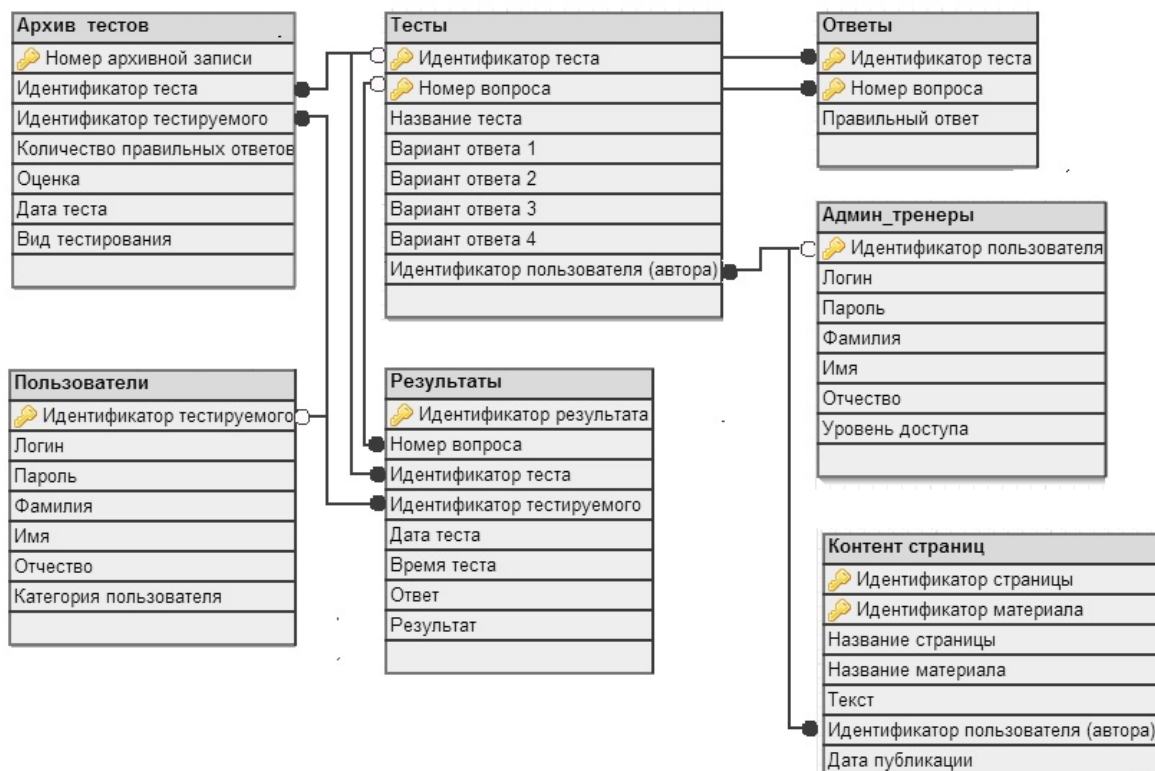 Архив тестов
Номер архивной записи
Идентификатор теста
Идентификатор тестируемого
Количество правильных ответов
Оценка
Дата теста
Вид тестирования
Тесты
Идентификатор теста
Номер вопроса
Название теста
Вариант ответа 1
Вариант ответа 2
Вариант ответа 3
Вариант ответа 4
Идентификатор пользователя (автора)
Ответы
Идентификатор теста
Номер вопроса
Правильный ответ
Админ_тренеры
Идентификатор пользователя
Логин
Пароль
Фамилия
Имя
Отчество
Уровень доступа
Пользователи
Идентификатор тестируемого
Логин
Пароль
Фамилия
Имя
Отчество
Категория пользователя
Результаты
Идентификатор результата
Номер вопроса
Идентификатор теста
Идентификатор тестируемого
Дата теста
Время теста
Ответ
Результат
Контент страниц
Идентификатор страницы
Идентификатор материала
Название страницы
Название материала
Текст
Идентификатор пользователя (автора)
Дата публикации